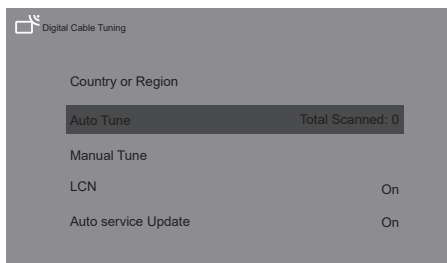 Digital Cable Tuning
Country or Region
Auto Tune Total Scanned: 0
Manual Tune
LCN On
Auto service Update On